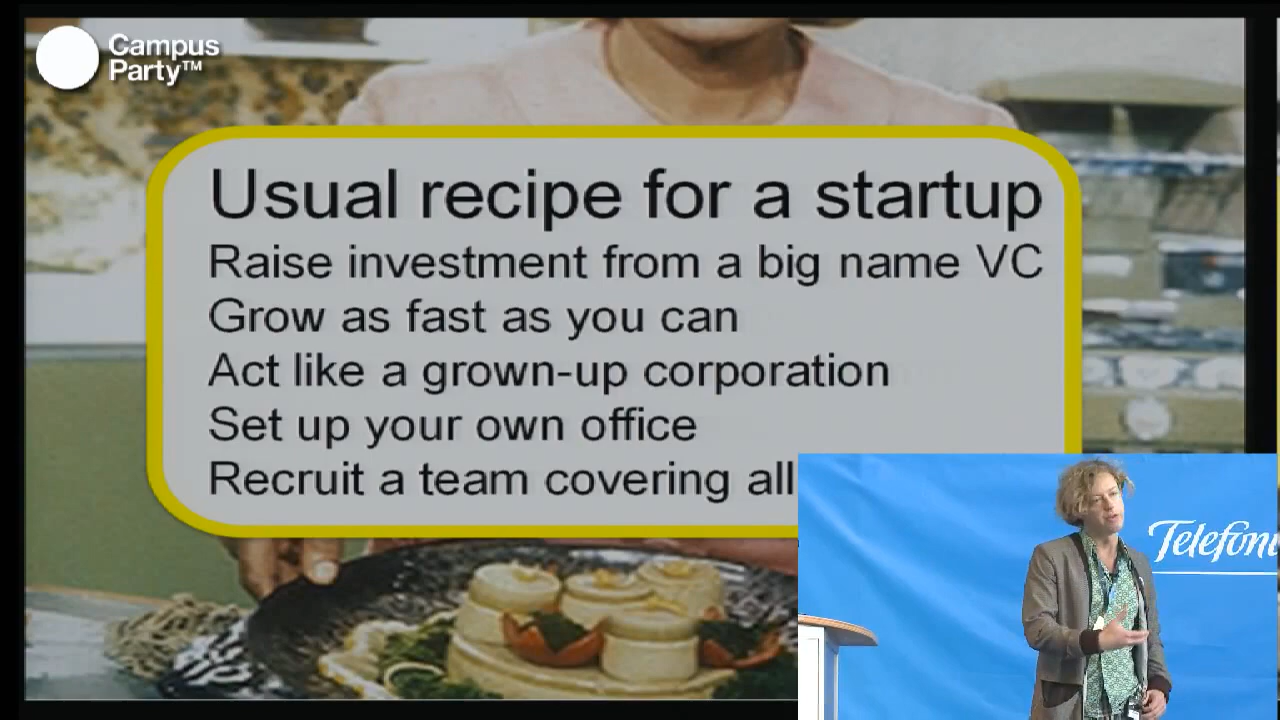 Campus
Party™
Usual recipe for a startup
Raise investment from a big name VC
Grow as fast as you can
Act like a grown-up corporation
Set up your own office
Recruit a team covering all